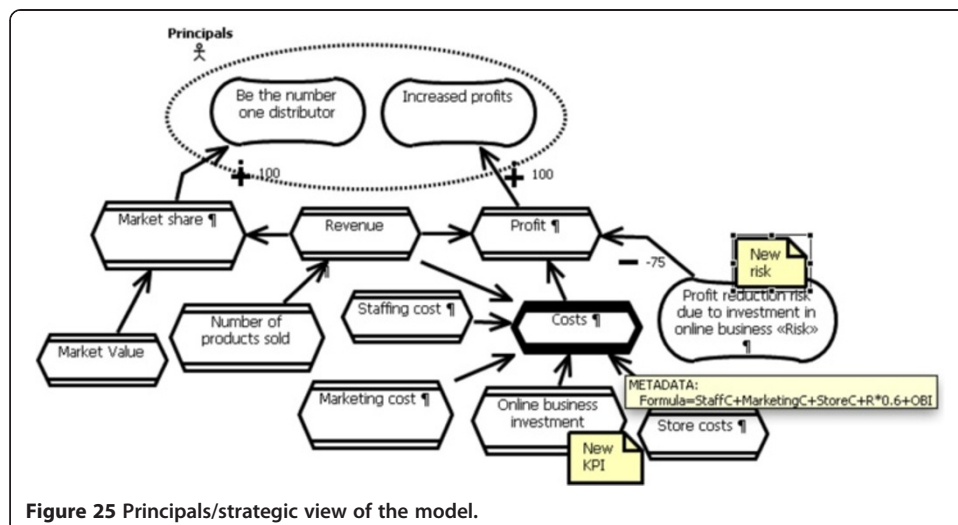 Principals
Be the number
one distributor
Increased profits
100
100
Market share ¶
Revenue
Profit ¶
-75
New
risk
¶
Staffing cost ¶
Costs ¶
Profit reduction risk
due to investment in
online business «Risk»
¶
Number of
products sold
Market Value
METADATA:
Formula=StaffC+MarketingC+StoreC+R*0.6+OBI
Marketing cost ¶
Online business
investment
Store costs ¶
New
KPI
Figure 25 Principals/strategic view of the model.